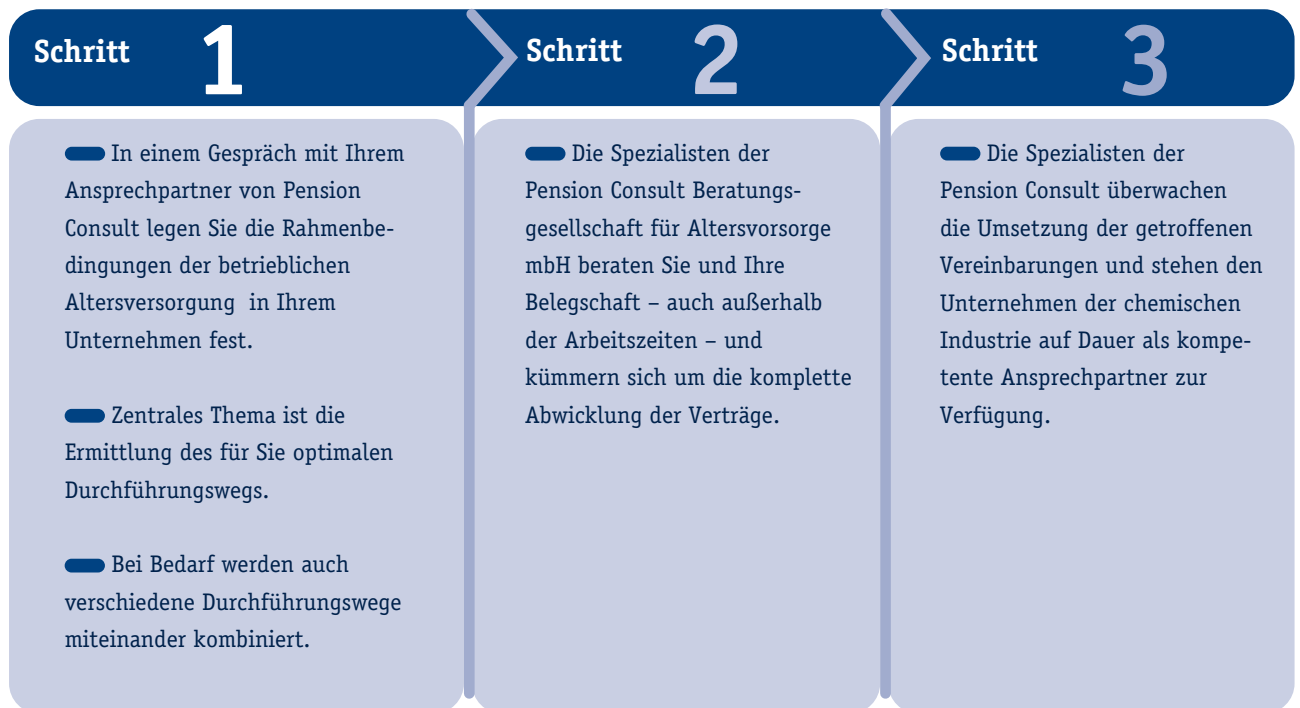 Schritt 1
In einem Gespräch mit Ihrem
Ansprechpartner von Pension
Consult legen Sie die Rahmenbe-
dingungen der betrieblichen
Altersversorgung in Ihrem
Unternehmen fest.
Zentrales Thema ist die
Ermittlung des für Sie optimalen
Durchführungswegs.
Bei Bedarf werden auch
verschiedene Durchführungswege
miteinander kombiniert.
Schritt 2
Die Spezialisten der
Pension Consult Beratungs-
gesellschaft für Altersvorsorge
mbH beraten Sie und Ihre
Belegschaft – auch außerhalb
der Arbeitszeiten – und
kümmern sich um die komplette
Abwicklung der Verträge.
Schritt 3
Die Spezialisten der
Pension Consult überwachen
die Umsetzung der getroffenen
Vereinbarungen und stehen den
Unternehmen der chemischen
Industrie auf Dauer als kompe-
tente Ansprechpartner zur
Verfügung.